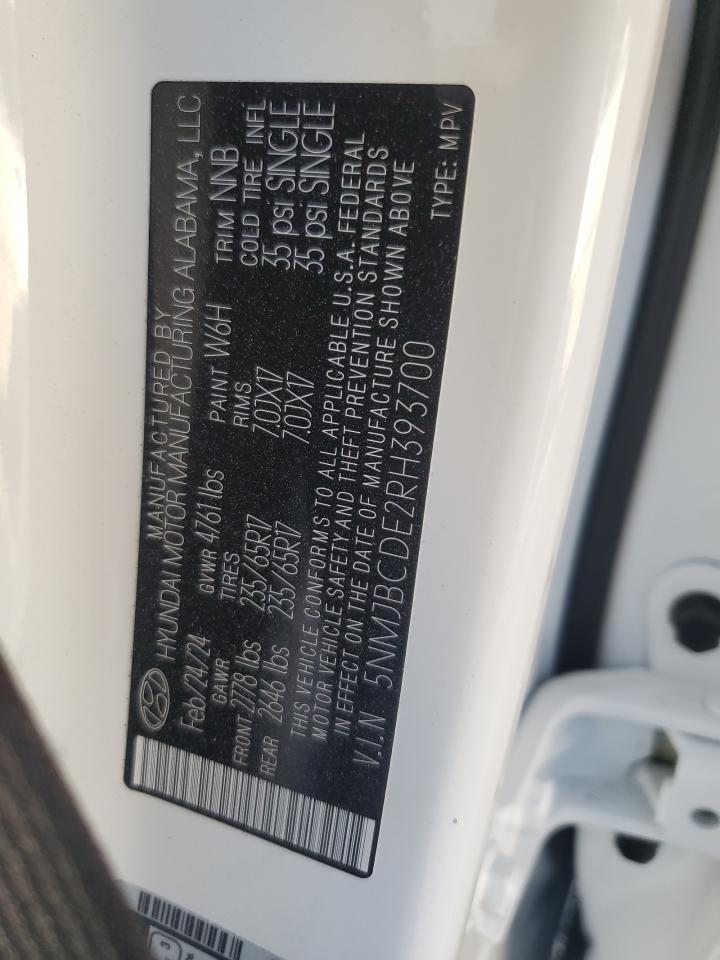 MANUFACTURED BY
HYUNDAI MOTOR MANUFACTURING ALABAMA, LLC
Feb/24/24 GVWR 4761 lbs PAINT W6H TRIM NNB
GAWR TIRES RIMS COLD TIRE INFL
FRONT 2778 lbs 235/65R17 7.0JX17 35 psi SINGLE
REAR 2646 lbs 235/65R17 7.0JX17 35 psi SINGLE
THIS VEHICLE CONFORMS TO ALL APPLICABLE U.S.A. FEDERAL
MOTOR VEHICLE SAFETY AND THEFT PREVENTION STANDARDS
IN EFFECT ON THE DATE OF MANUFACTURE SHOWN ABOVE
V.I.N 5NMJBCDE2RH393700
TYPE: MPV